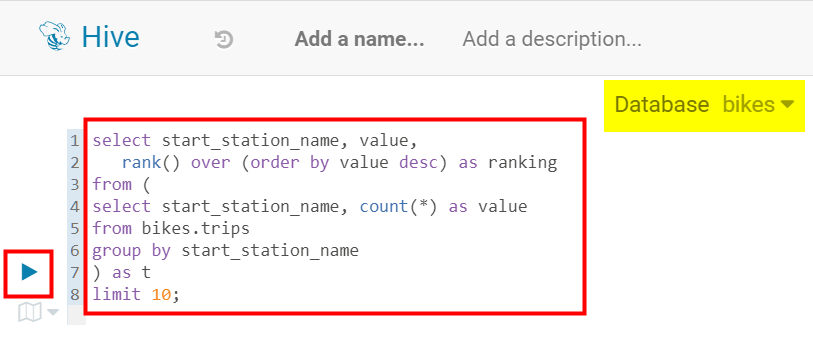 Hive Add a name... Add a description...
Database bikes
1 select start_station_name, value,
2 rank() over (order by value desc) as ranking
3 from (
4 select start_station_name, count(*) as value
5 from bikes.trips
6 group by start_station_name
7 ) as t
8 limit 10;